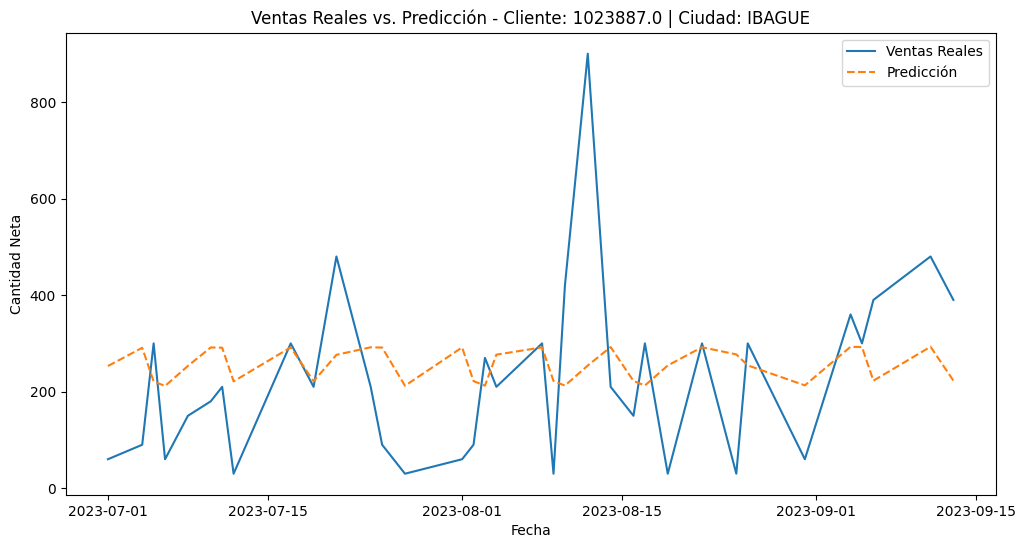 Ventas Reales vs. Predicción - Cliente: 1023887.0 | Ciudad: IBAGUE
Ventas Reales
Predicción
Cantidad Neta
800
600
400
200
0
2023-07-01 2023-07-15 2023-08-01 2023-08-15 2023-09-01 2023-09-15
Fecha